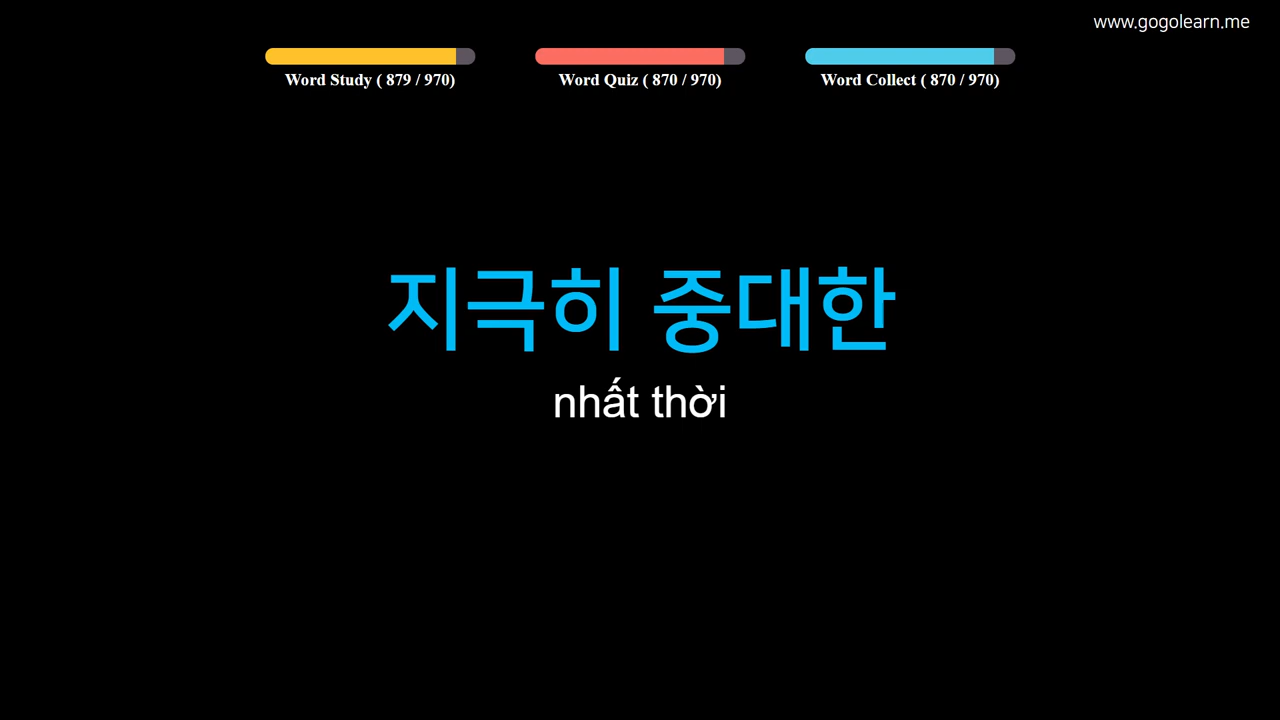 www.gogolearn.me
Word Study ( 879 / 970)
Word Quiz ( 870 / 970)
Word Collect ( 870 / 970)
지극히 중대한
nhất thời